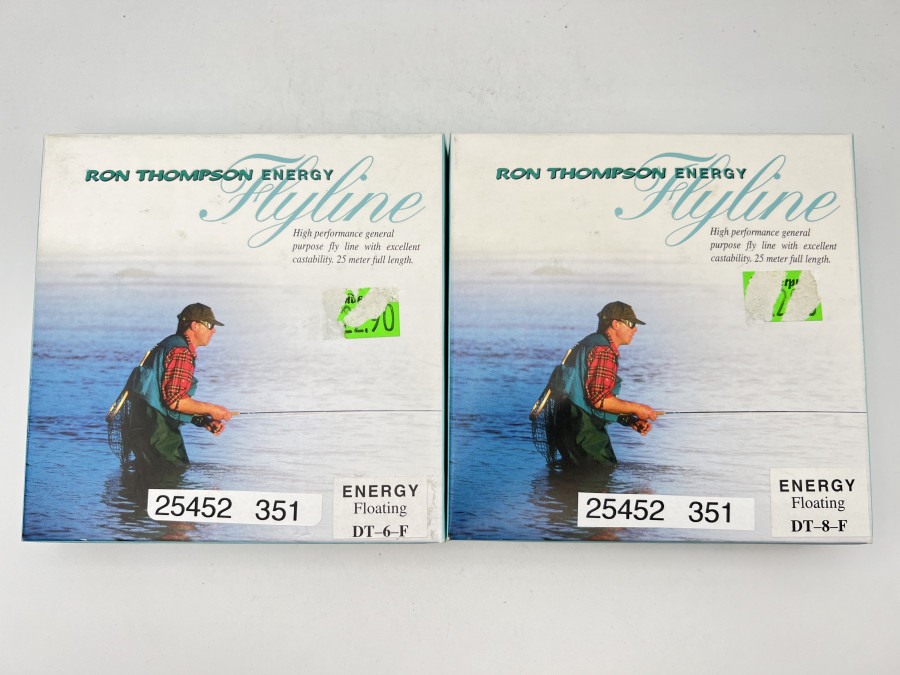 RON THOMPSON ENERGY
Flyline
High performance general
purpose fly line with excellent
castability. 25 meter full length.
25452 351
ENERGY
Floating
DT–6–F
RON THOMPSON ENERGY
Flyline
High performance general
purpose fly line with excellent
castability. 25 meter full length.
25452 351
ENERGY
Floating
DT–8–F